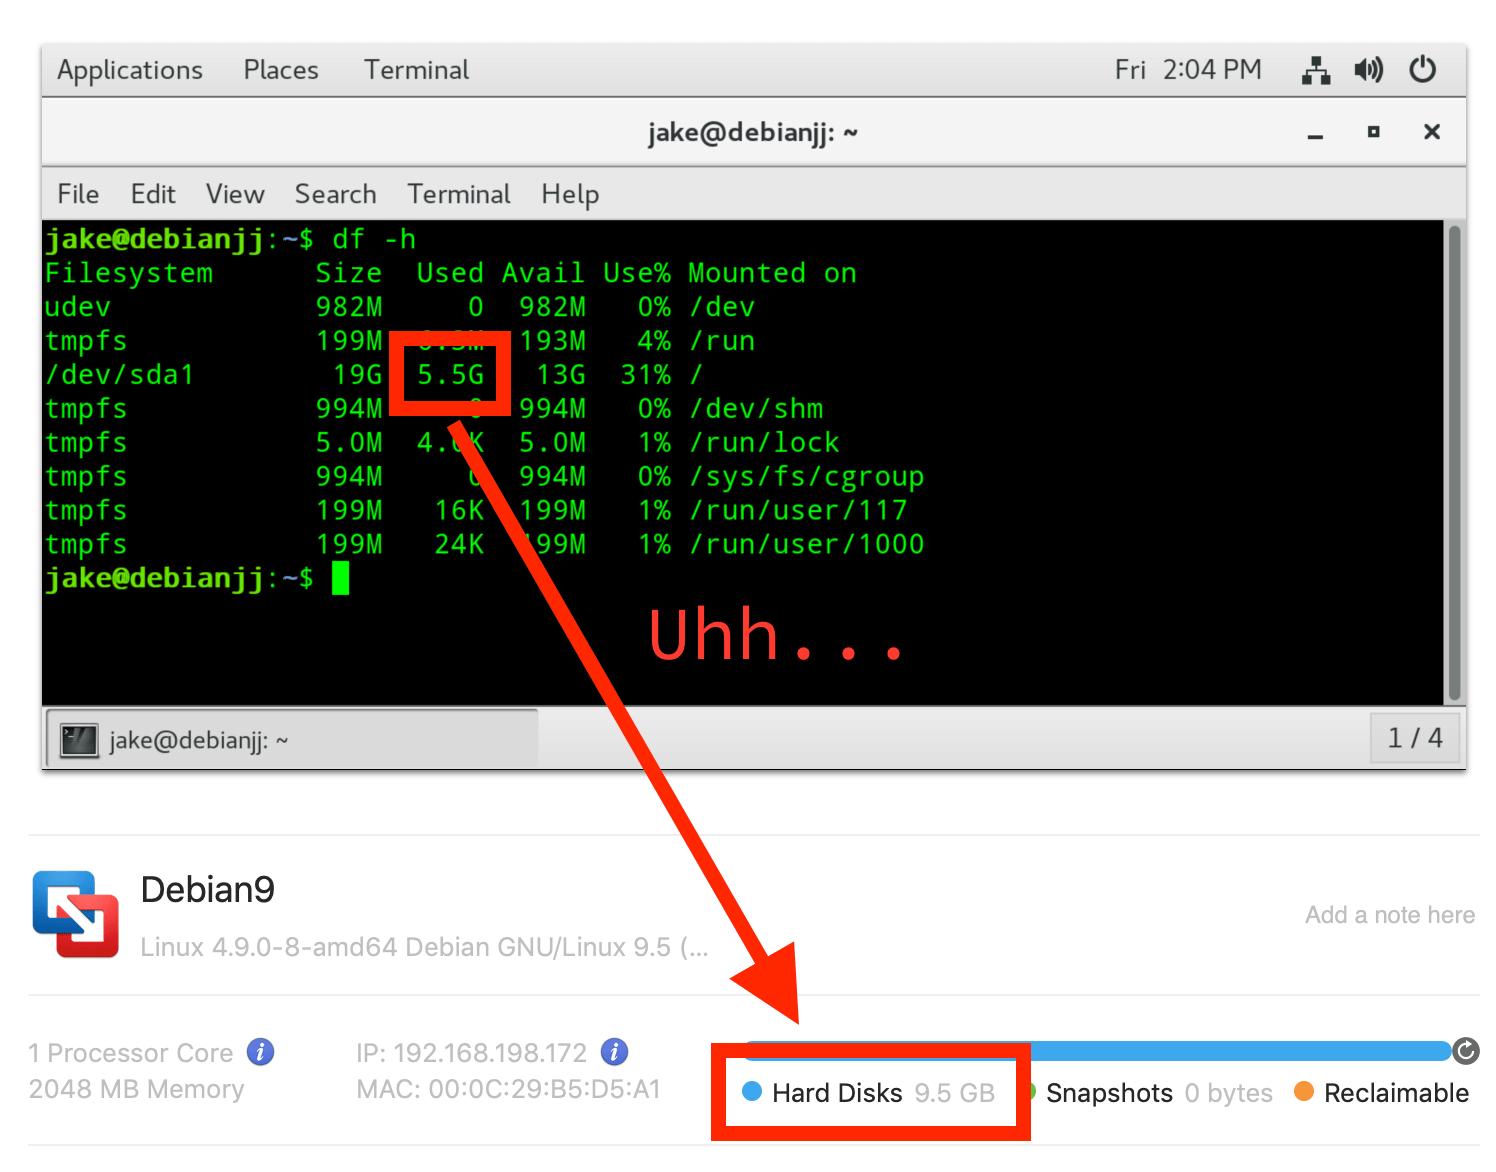 Applications Places Terminal Fri 2:04 PM
jake@debianjj: ~
File Edit View Search Terminal Help
jake@debianjj:~$ df -h
Filesystem Size Used Avail Use% Mounted on
udev 982M 0 982M 0% /dev
tmpfs 199M 193M 4% /run
/dev/sda1 19G 5.5G 13G 31% /
tmpfs 994M 0 994M 0% /dev/shm
tmpfs 5.0M 4.0K 5.0M 1% /run/lock
tmpfs 994M 0 994M 0% /sys/fs/cgroup
tmpfs 199M 16K 199M 1% /run/user/117
tmpfs 199M 24K 199M 1% /run/user/1000
jake@debianjj:~$
Uhh...
jake@debianjj: ~ 1 / 4
Debian9
Add a note here
Linux 4.9.0-8-amd64 Debian GNU/Linux 9.5 (...
1 Processor Core IP: 192.168.198.172
2048 MB Memory MAC: 00:0C:29:B5:D5:A1
Hard Disks 9.5 GB Snapshots 0 bytes Reclaimable